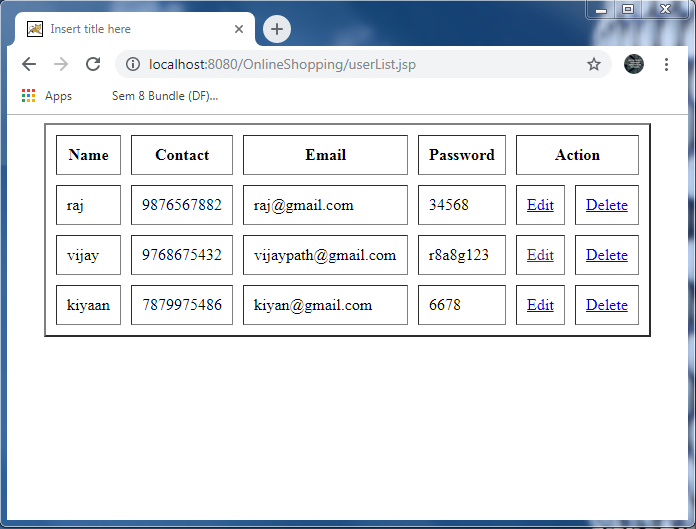 Insert title here
localhost:8080/OnlineShopping/userList.jsp
Apps Sem 8 Bundle (DF)...
Name Contact Email Password Action
raj 9876567882 raj@gmail.com 34568 Edit Delete
vijay 9768675432 vijaypath@gmail.com r8a8g123 Edit Delete
kiyaan 7879975486 kiyan@gmail.com 6678 Edit Delete